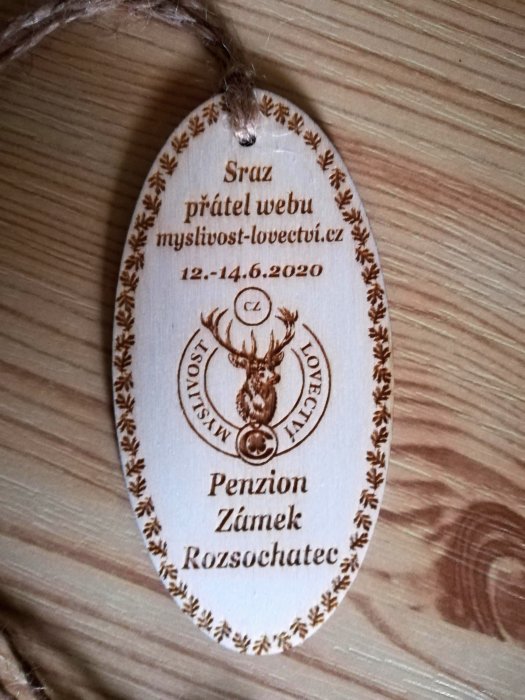 Sraz
přátel webu
myslivost-lovectví.cz
12.-14.6.2020
CZ
MYSLIVOST LOVECTVÍ
Penzion
Zámek
Rozsochatec